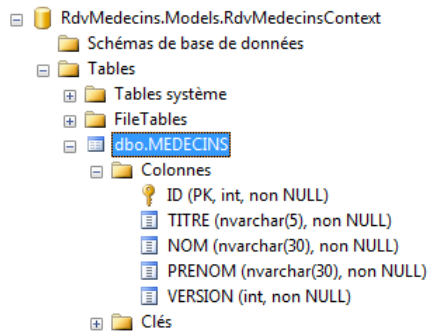 RdvMedecins.Models.RdvMedecinsContext
Schémas de base de données
Tables
Tables système
FileTables
dbo.MEDECINS
Colonnes
ID (PK, int, non NULL)
TITRE (nvarchar(5), non NULL)
NOM (nvarchar(30), non NULL)
PRENOM (nvarchar(30), non NULL)
VERSION (int, non NULL)
Clés